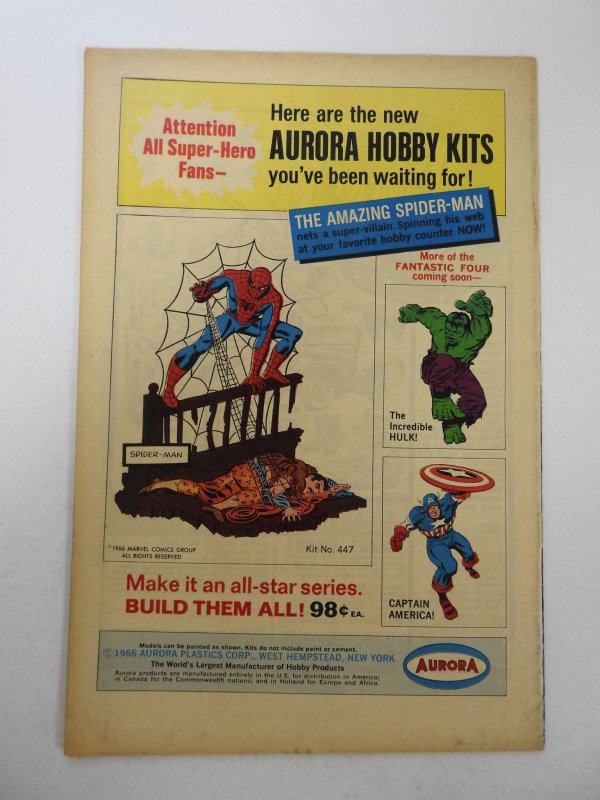 Attention
All Super-Hero
Fans—
Here are the new
AURORA HOBBY KITS
you've been waiting for!
THE AMAZING SPIDER-MAN
nets a super-villain. Spinning his web
at your favorite hobby counter NOW!
More of the
FANTASTIC FOUR
coming soon—
SPIDER-MAN
©1966 MARVEL COMICS GROUP
ALL RIGHTS RESERVED
Kit No. 447
The
Incredible
HULK!
CAPTAIN
AMERICA!
Make it an all-star series.
BUILD THEM ALL! 98¢ EA.
Models can be painted as shown. Kits do not include paint or cement.
© 1966 AURORA PLASTICS CORP., WEST HEMPSTEAD, NEW YORK
The World's Largest Manufacturer of Hobby Products
Aurora products are manufactured entirely in the U.S. for distribution in America;
in Canada for the Commonwealth nations; and in Holland for Europe and Africa.
AURORA